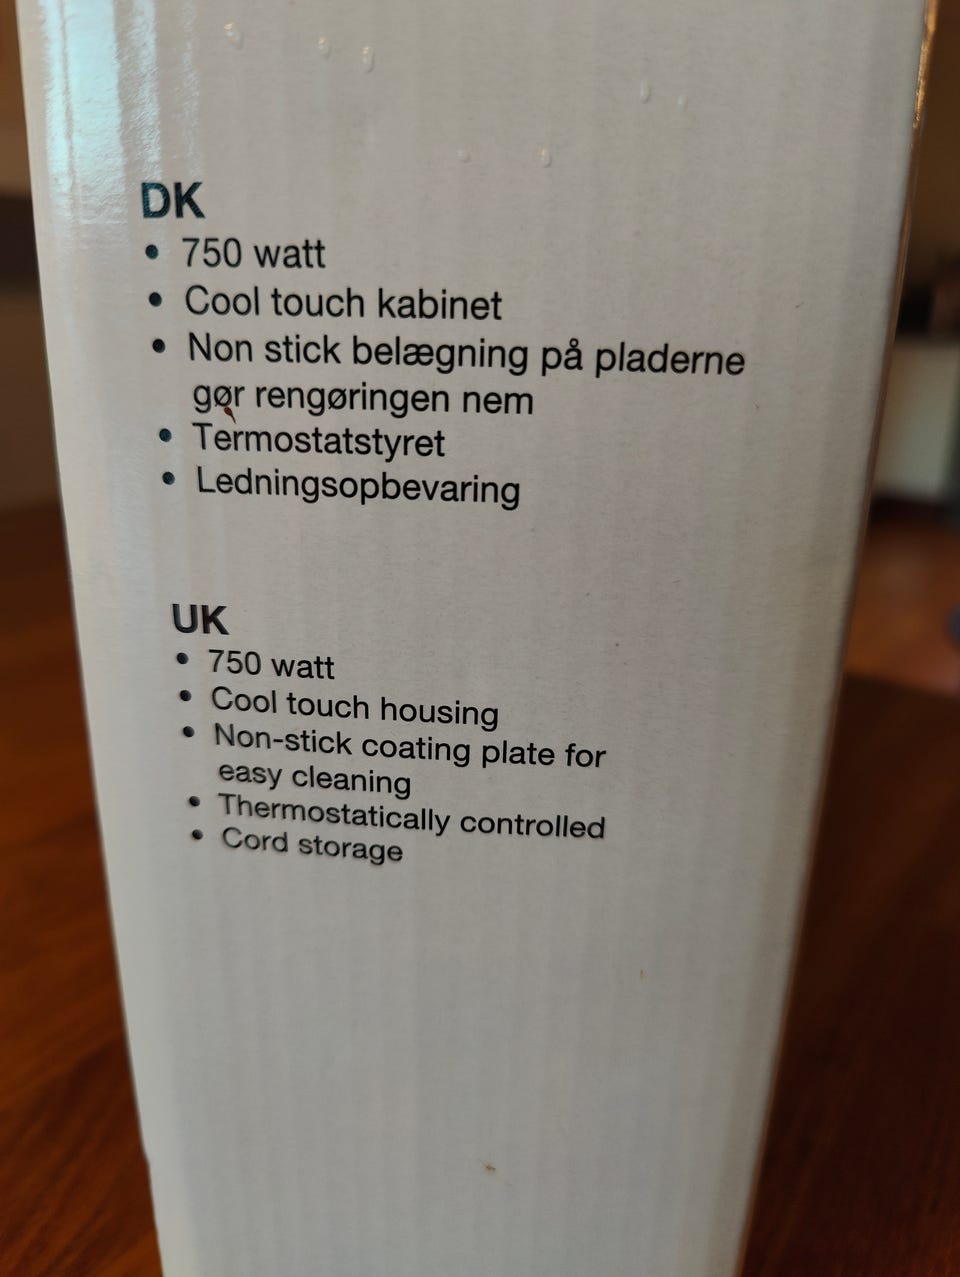 DK
• 750 watt
• Cool touch kabinet
• Non stick belægning på pladerne
gør rengøringen nem
• Termostatstyret
• Ledningsopbevaring
UK
• 750 watt
• Cool touch housing
• Non-stick coating plate for
easy cleaning
• Thermostatically controlled
• Cord storage